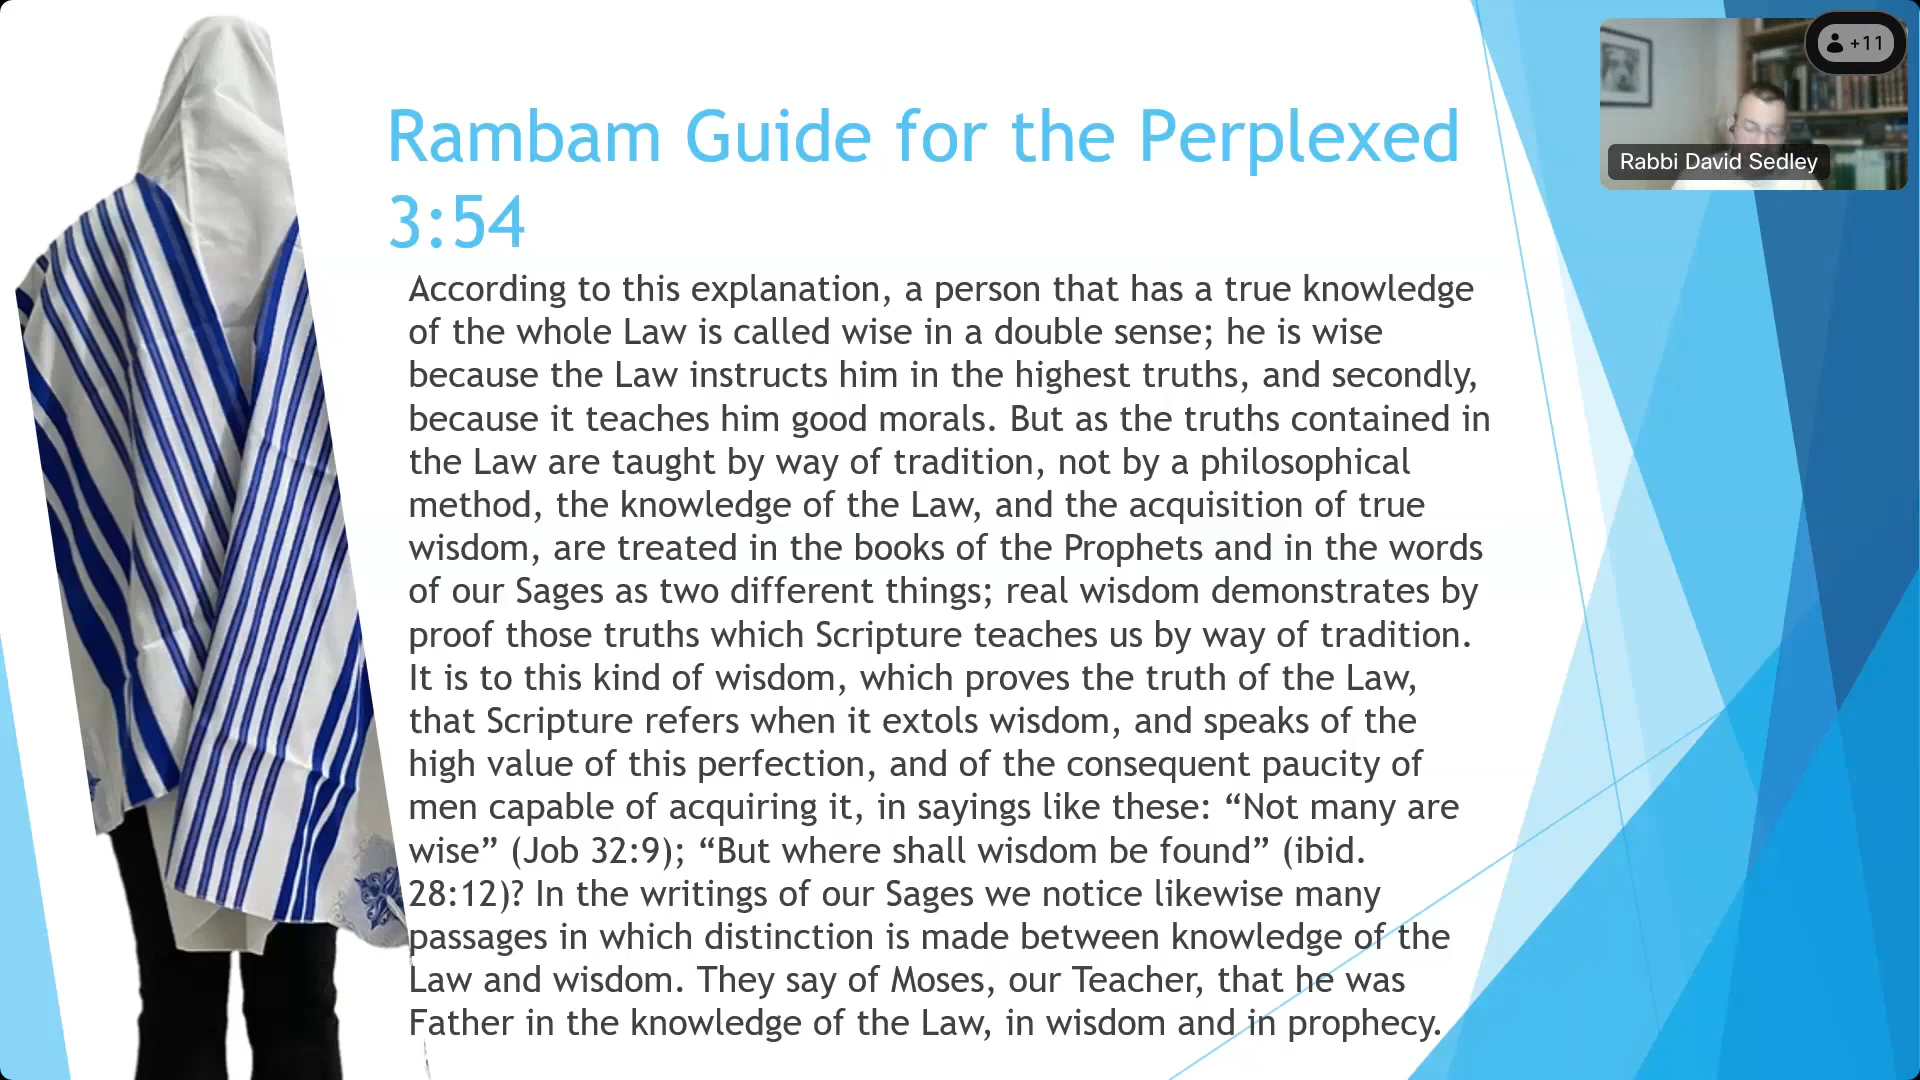 Rambam Guide for the Perplexed
3:54
According to this explanation, a person that has a true knowledge
of the whole Law is called wise in a double sense; he is wise
because the Law instructs him in the highest truths, and secondly,
because it teaches him good morals. But as the truths contained in
the Law are taught by way of tradition, not by a philosophical
method, the knowledge of the Law, and the acquisition of true
wisdom, are treated in the books of the Prophets and in the words
of our Sages as two different things; real wisdom demonstrates by
proof those truths which Scripture teaches us by way of tradition.
It is to this kind of wisdom, which proves the truth of the Law,
that Scripture refers when it extols wisdom, and speaks of the
high value of this perfection, and of the consequent paucity of
men capable of acquiring it, in sayings like these: “Not many are
wise” (Job 32:9); “But where shall wisdom be found” (ibid.
28:12)? In the writings of our Sages we notice likewise many
passages in which distinction is made between knowledge of the
Law and wisdom. They say of Moses, our Teacher, that he was
Father in the knowledge of the Law, in wisdom and in prophecy.
+11
Rabbi David Sedley